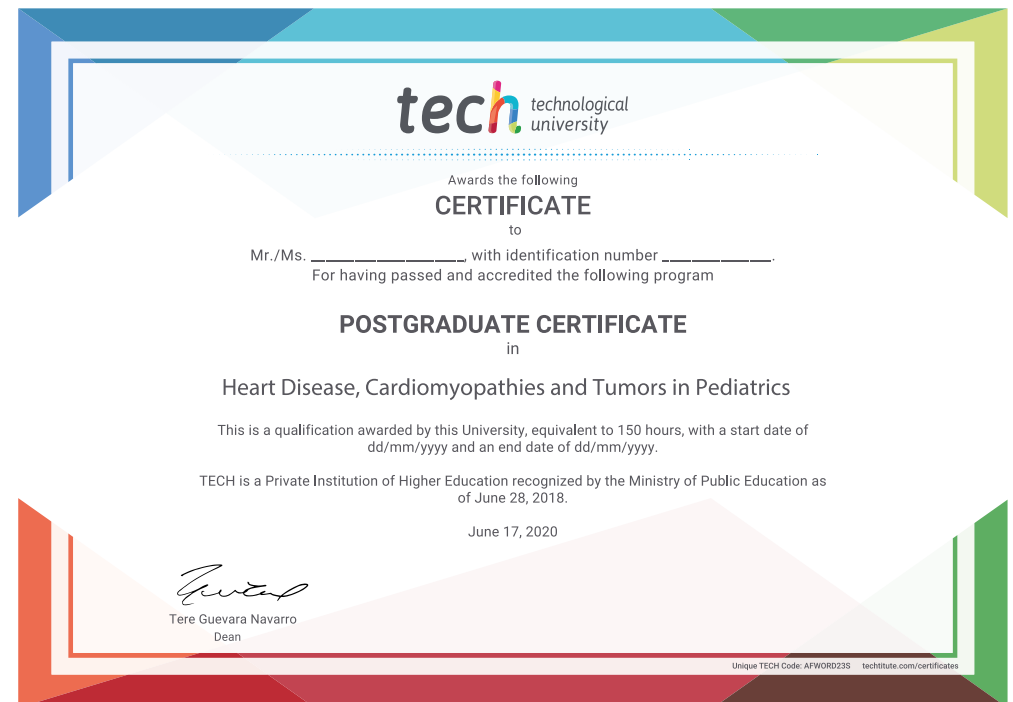 tech technological
university
Awards the following
CERTIFICATE
to
Mr./Ms. ____________________, with identification number ______________.
For having passed and accredited the following program
POSTGRADUATE CERTIFICATE
in
Heart Disease, Cardiomyopathies and Tumors in Pediatrics
This is a qualification awarded by this University, equivalent to 150 hours, with a start date of
dd/mm/yyyy and an end date of dd/mm/yyyy.
TECH is a Private Institution of Higher Education recognized by the Ministry of Public Education as
of June 28, 2018.
June 17, 2020
Tere Guevara Navarro
Dean
Unique TECH Code: AFWORD23S techtitute.com/certificates